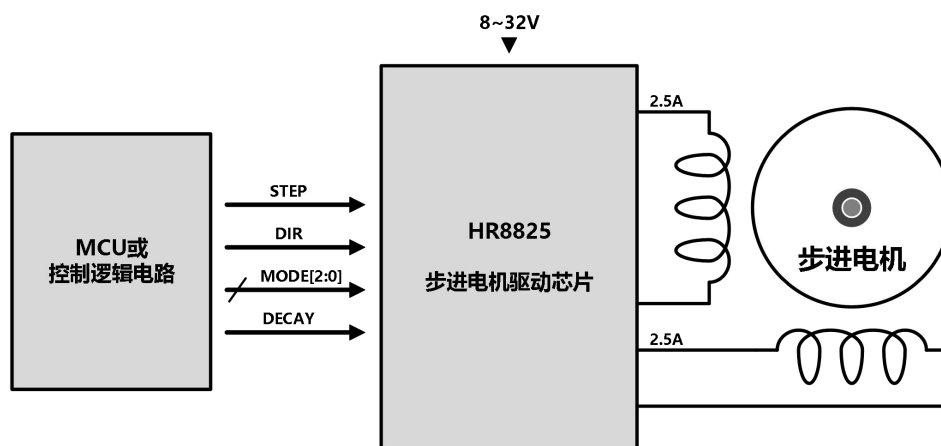 8~32V
2.5A
STEP
DIR
MODE[2:0]
DECAY
MCU或
控制逻辑电路
HR8825
步进电机驱动芯片
步进电机
2.5A